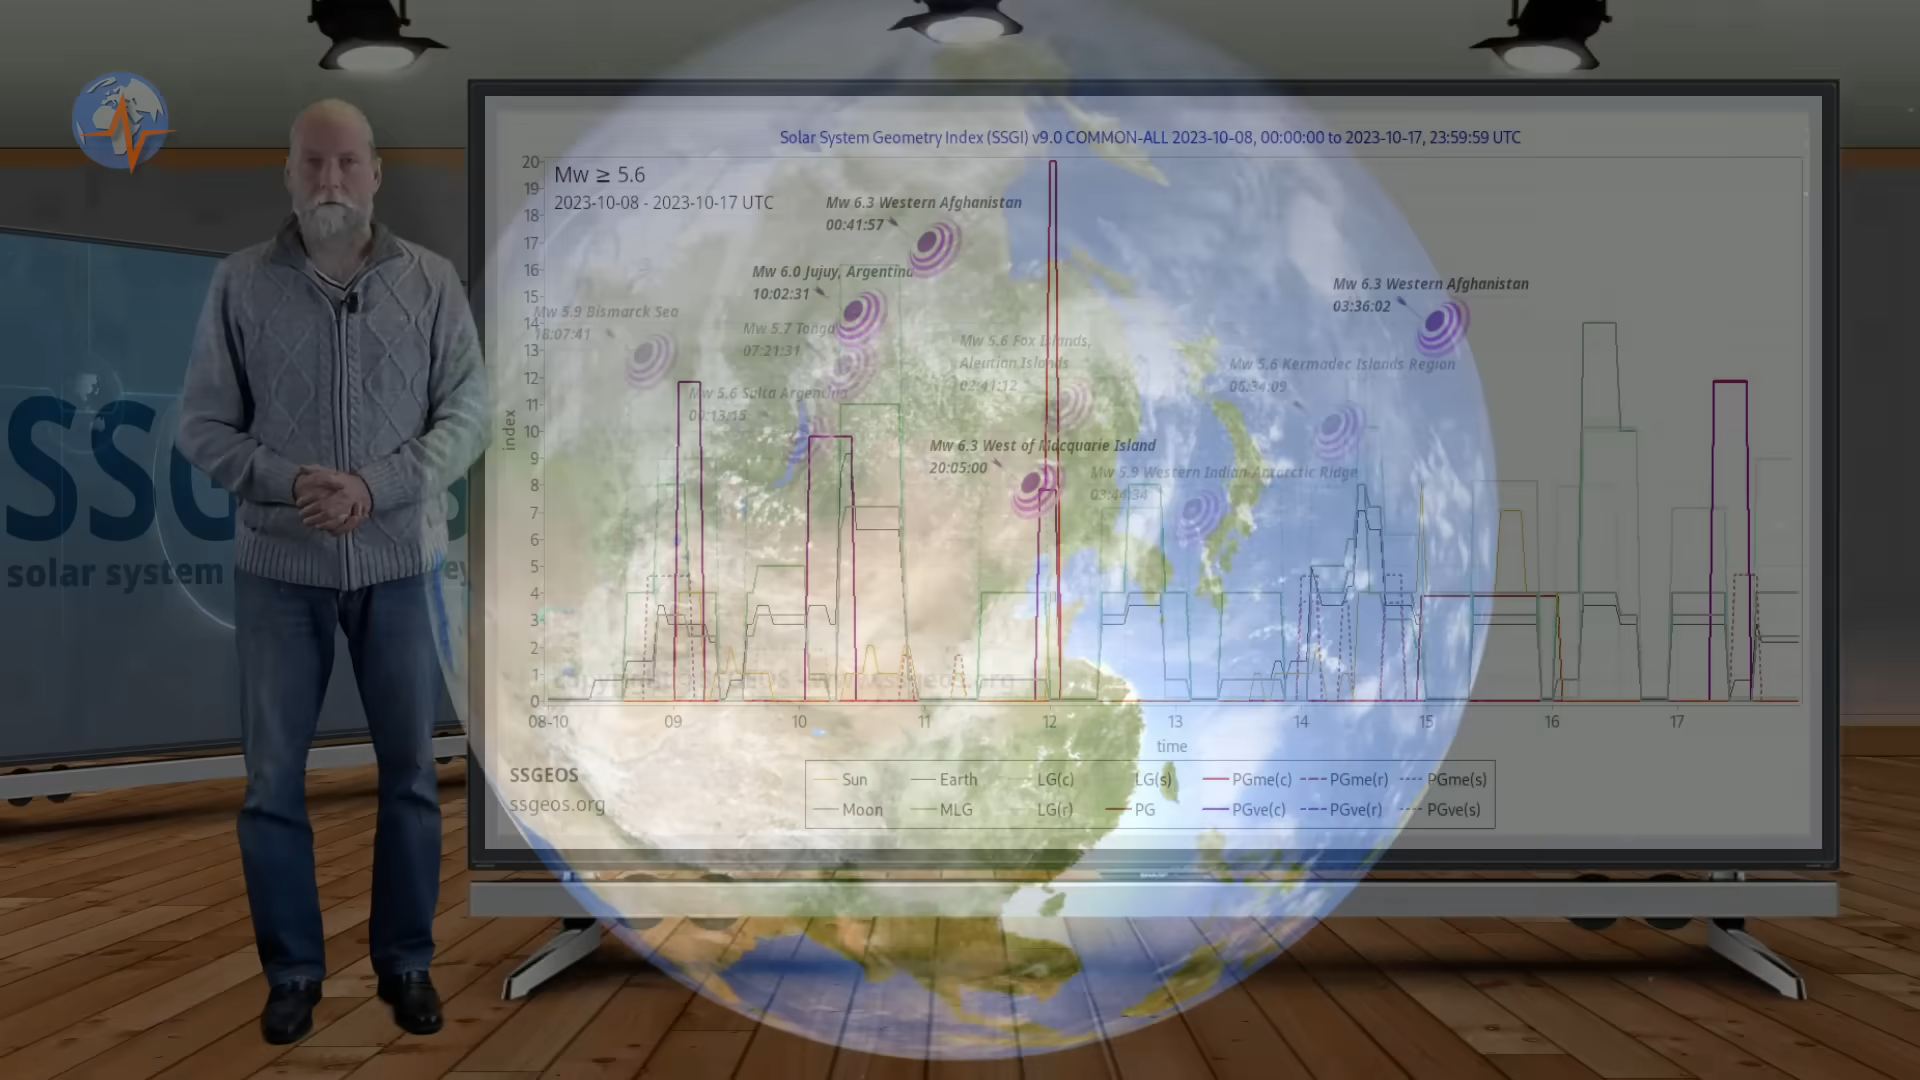 Solar System Geometry Index (SSGI) v9.0 COMMON-ALL 2023-10-08, 00:00:00 to 2023-10-17, 23:59:59 UTC
Mw ≥ 5.6
2023-10-08 - 2023-10-17 UTC
Mw 6.3 Western Afghanistan
00:41:57
Mw 6.0 Jujuy, Argentina
10:02:31
Mw 6.3 Western Afghanistan
03:36:02
Mw 5.9 Bismarck Sea
18:07:41
Mw 5.7 Tonga
07:21:31
Mw 5.6 Fox Islands,
Aleutian Islands
02:41:12
Mw 5.6 Kermadec Islands Region
06:34:09
Mw 5.6 Salta Argentina
00:13:15
Mw 6.3 West of Macquarie Island
20:05:00
Mw 5.9 Western Indian-Antarctic Ridge
03:44:34
index
20
19
18
17
16
15
14
13
12
11
10
9
8
7
6
5
4
3
2
1
0
08-10 09 10 11 12 13 14 15 16 17
time
SSGEOS
ssgeos.org
Sun Earth LG(c) LG(s) PGme(c) PGme(r) PGme(s)
Moon MLG LG(r) PG PGve(c) PGve(r) PGve(s)
SSG
solar system